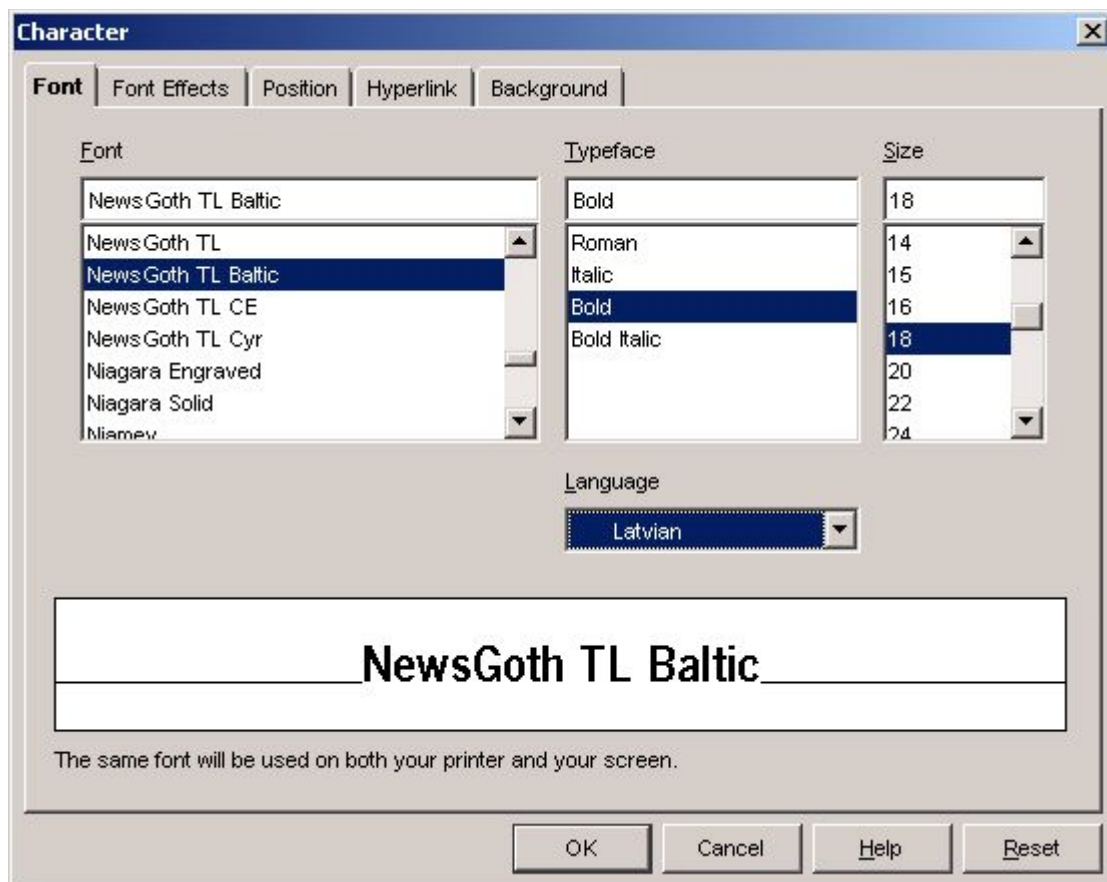 Character
Font Font Effects Position Hyperlink Background
Font Typeface Size
NewsGoth TL Baltic Bold 18
NewsGoth TL Roman 14
NewsGoth TL Baltic Italic 15
NewsGoth TL CE Bold 16
NewsGoth TL Cyr Bold Italic 18
Niagara Engraved 20
Niagara Solid 22
Niamey 24
Language
Latvian
NewsGoth TL Baltic
The same font will be used on both your printer and your screen.
OK Cancel Help Reset